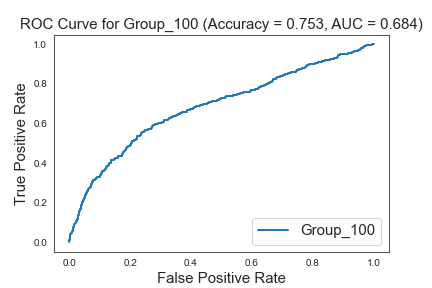 ROC Curve for Group_100 (Accuracy = 0.753, AUC = 0.684)
1.0
0.8
0.6
0.4
0.2
0.0
True Positive Rate
Group_100
0.0 0.2 0.4 0.6 0.8 1.0
False Positive Rate